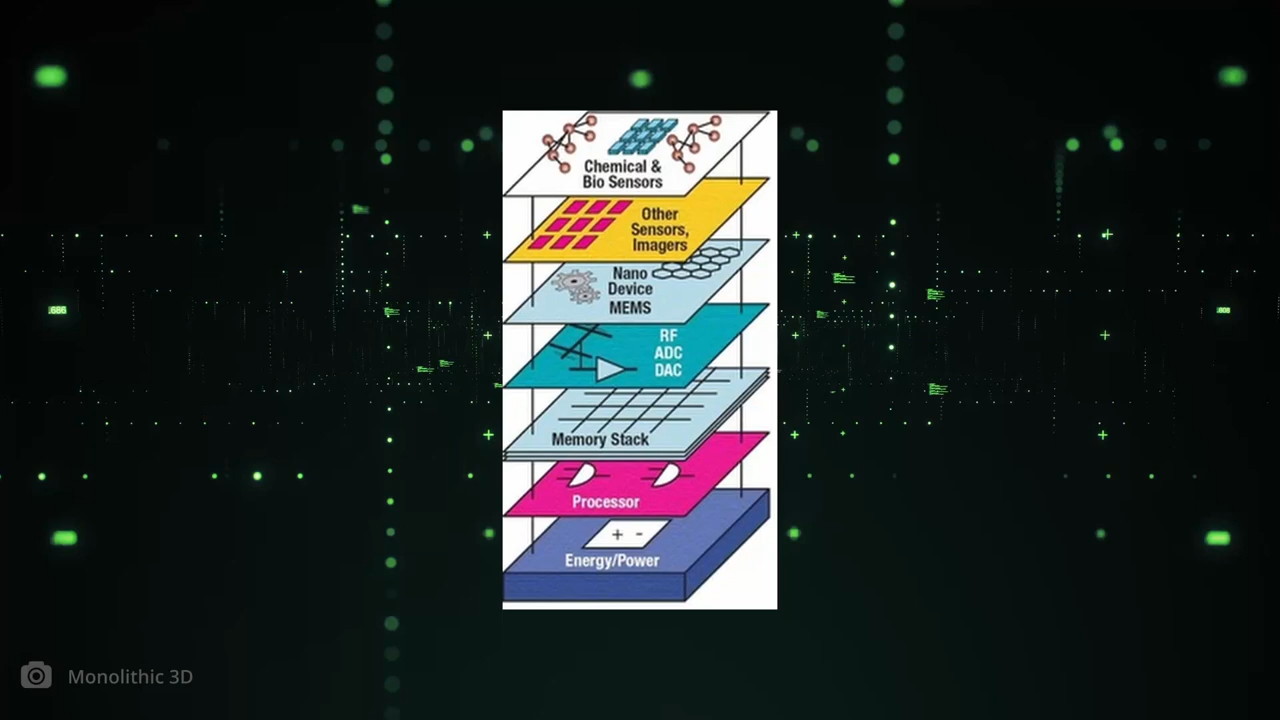 Chemical &
Bio Sensors
Other
Sensors,
Imagers
Nano
Device
MEMS
RF
ADC
DAC
Memory Stack
Processor
+ -
Energy/Power
Monolithic 3D